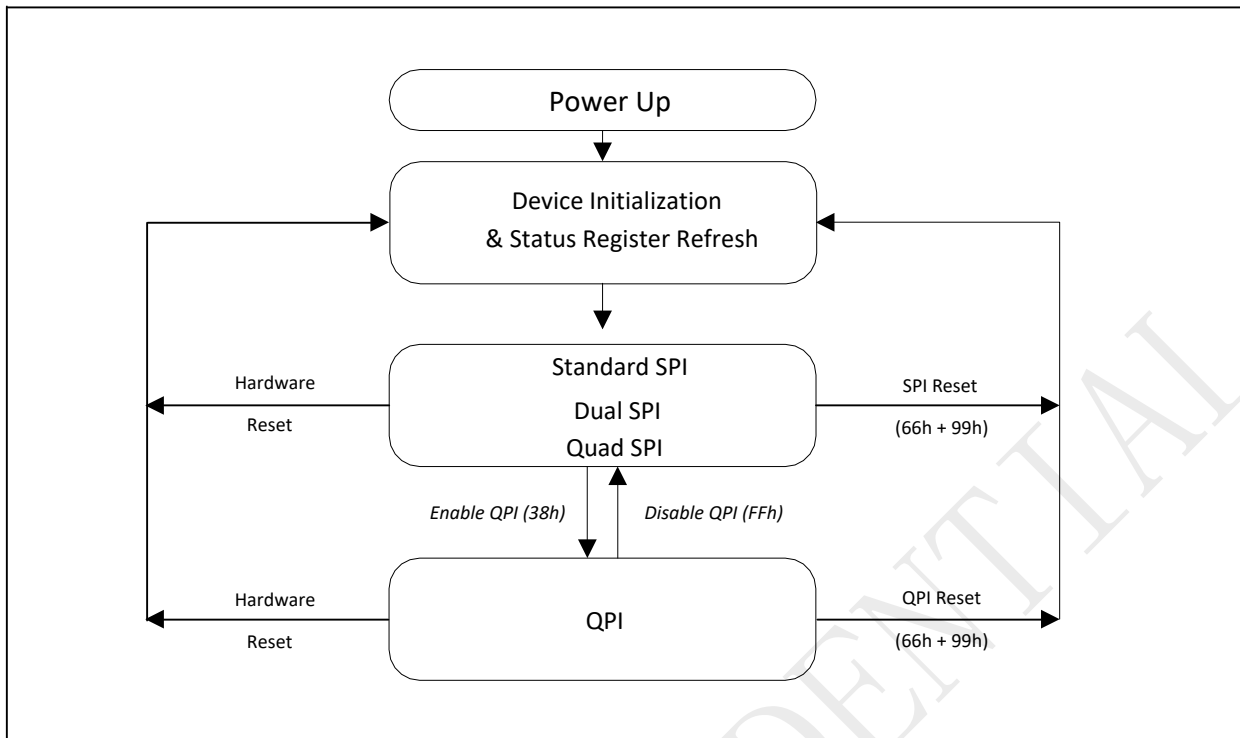 Power Up
Device Initialization
& Status Register Refresh
Standard SPI
Dual SPI
Quad SPI
Hardware
Reset
SPI Reset
(66h + 99h)
Enable QPI (38h)
Disable QPI (FFh)
QPI
Hardware
Reset
QPI Reset
(66h + 99h)
DENTIAL